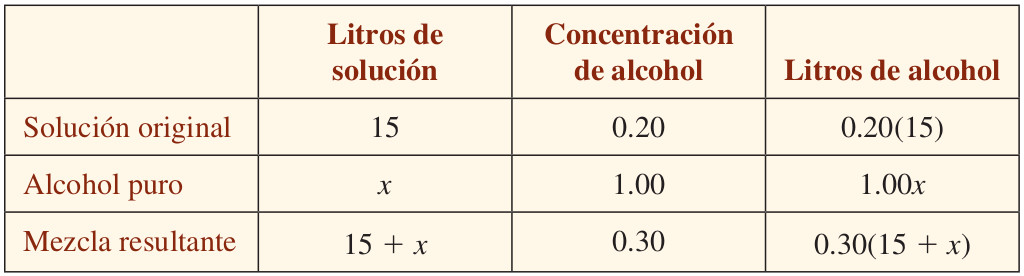 Litros de solución Concentración de alcohol Litros de alcohol
Solución original 15 0.20 0.20(15)
Alcohol puro x 1.00 1.00x
Mezcla resultante 15 + x 0.30 0.30(15 + x)